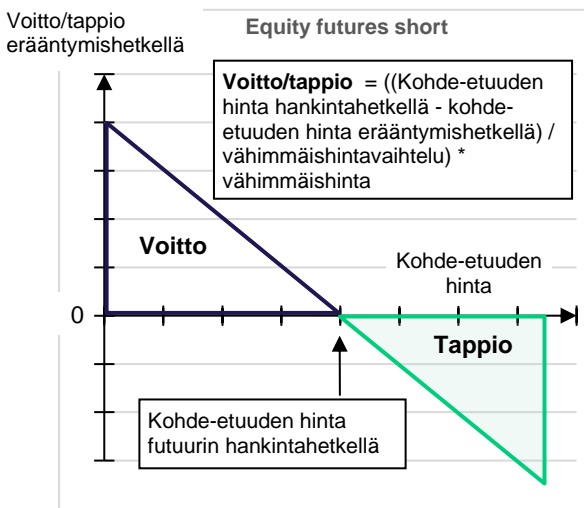 Voitto/tappio
erääntymishetkellä
Equity futures short
Voitto/tappio = ((Kohde-etuuden
hinta hankintahetkellä - kohde-
etuuden hinta erääntymishetkellä) /
vähimmäishintavaihtelu) *
vähimmäishinta
Voitto
Kohde-etuuden
hinta
0
Tappio
Kohde-etuuden hinta
futuurin hankintahetkellä